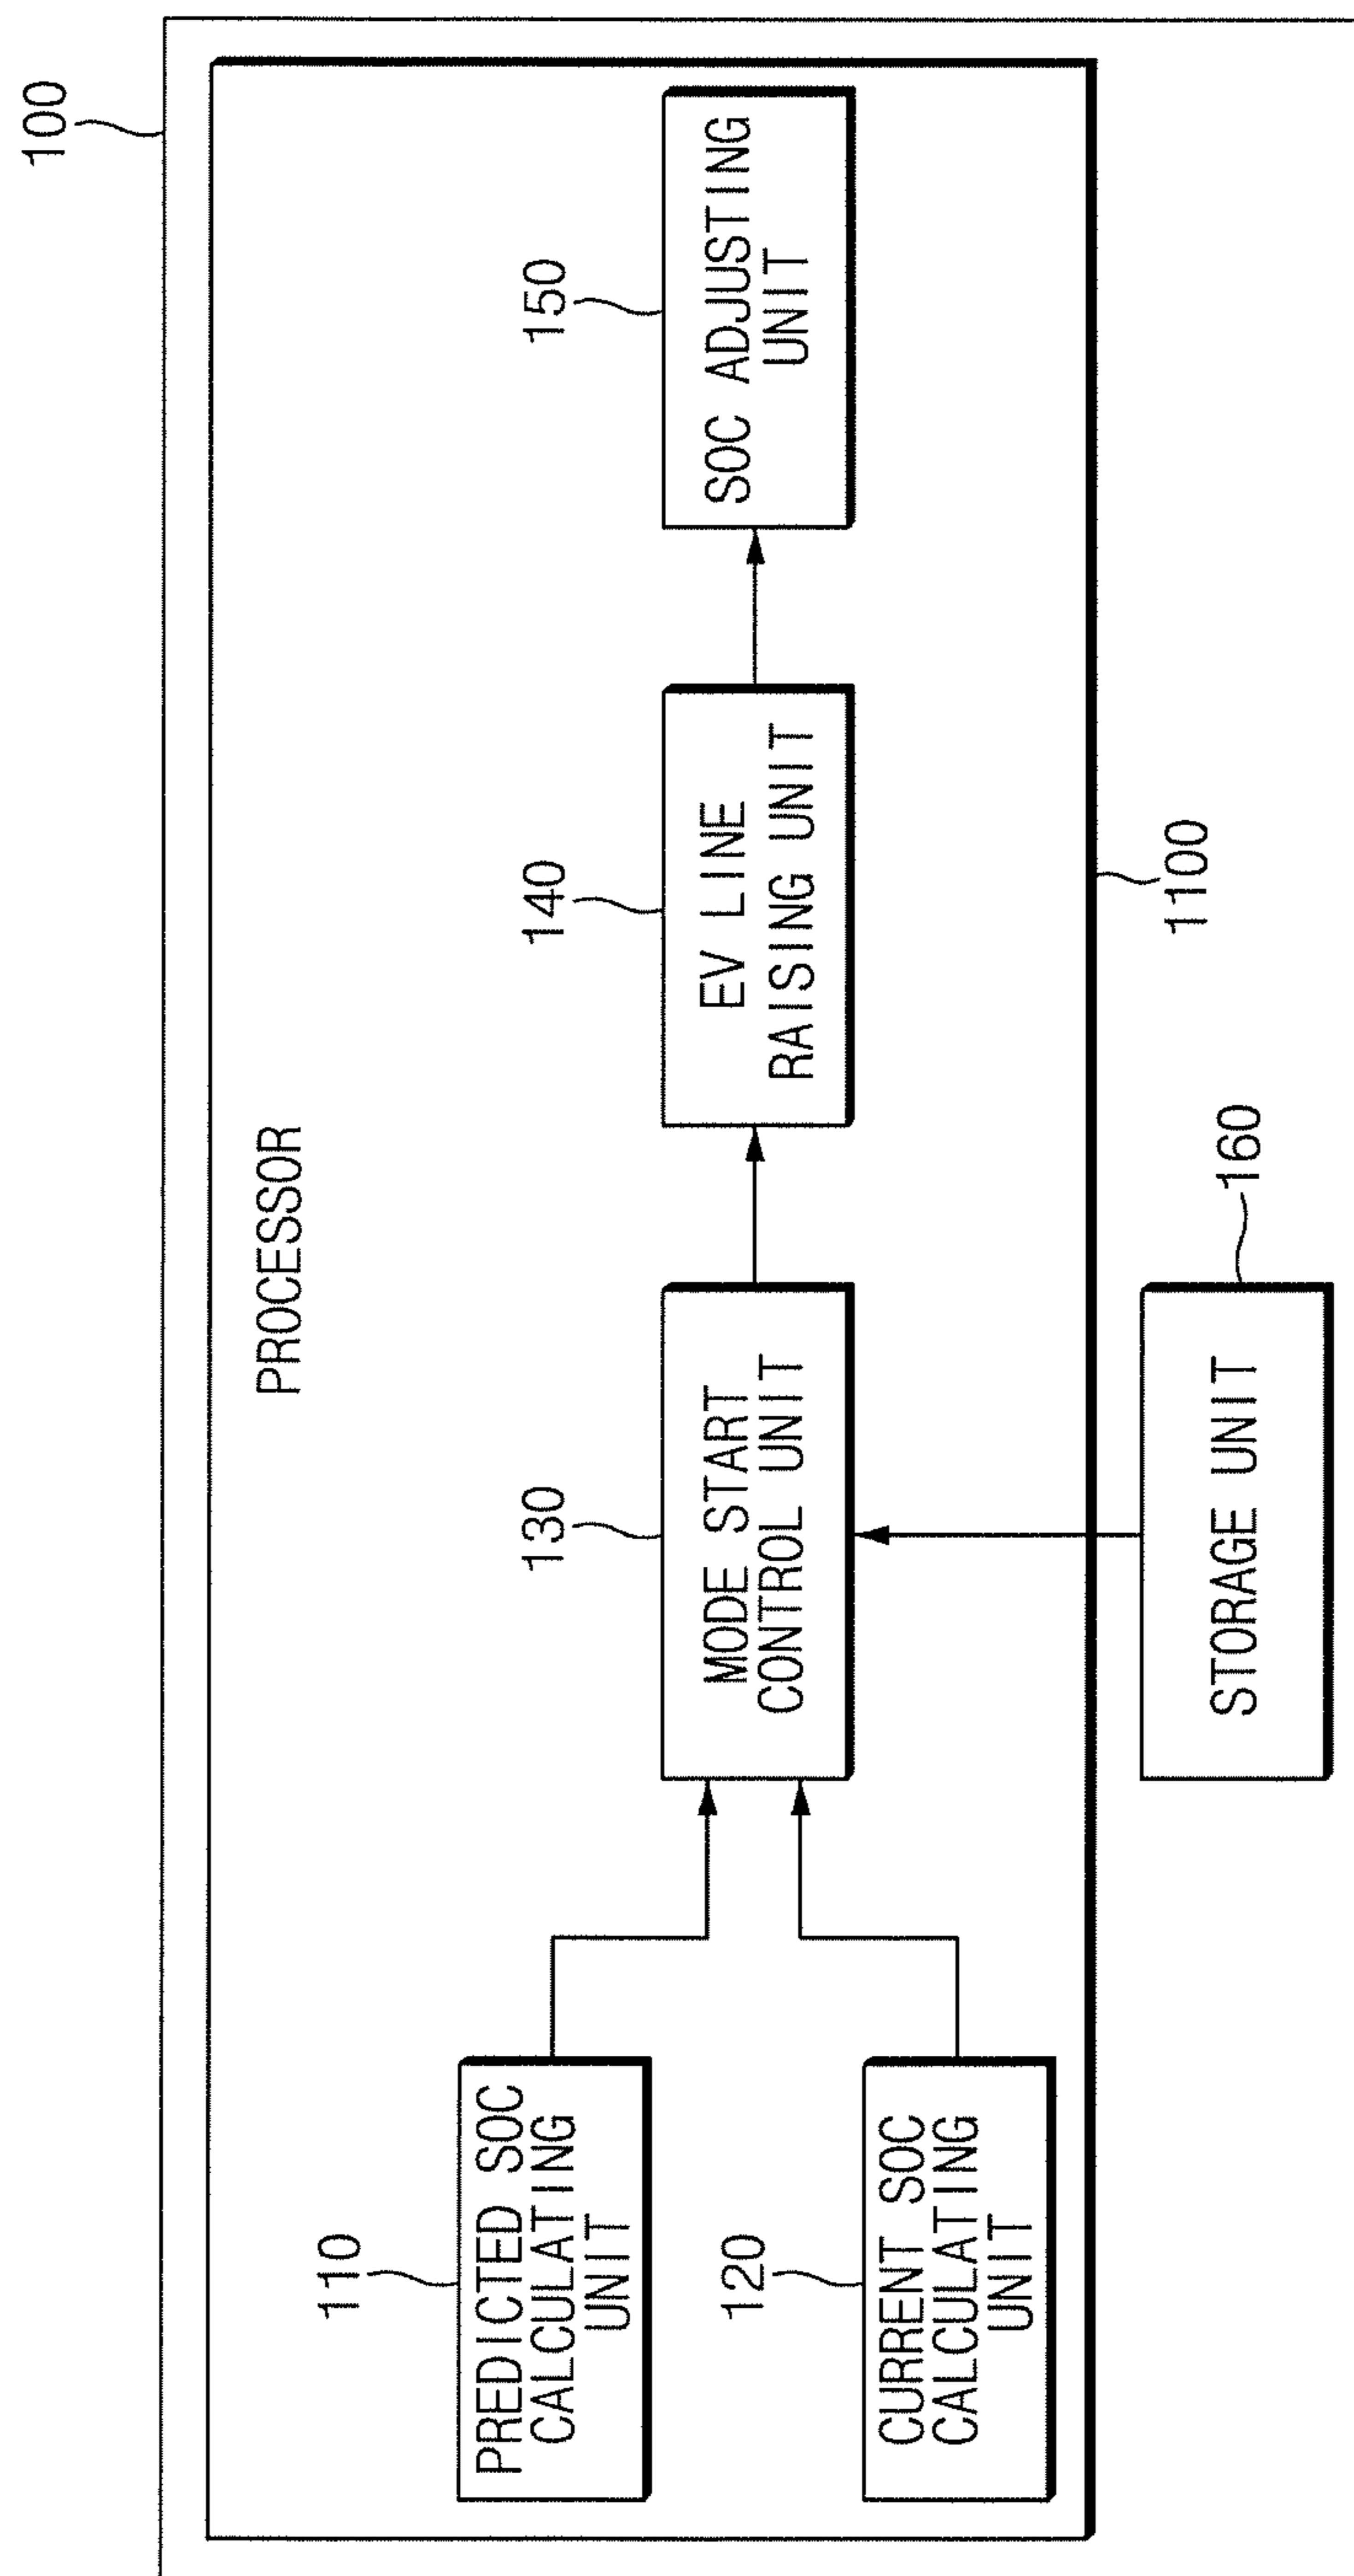 100
PROCESSOR
110
PREDICTED SOC
CALCULATING
UNIT
120
CURRENT SOC
CALCULATING
UNIT
130
MODE START
CONTROL UNIT
140
EV LINE
RAISING UNIT
150
SOC ADJUSTING
UNIT
1100
160
STORAGE UNIT